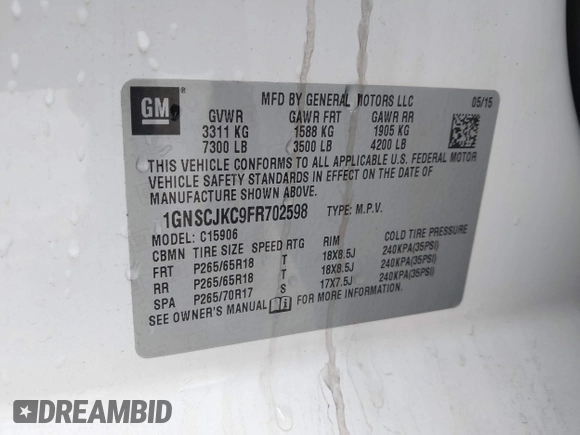 GM
MFD BY GENERAL MOTORS LLC 05/15
GVWR GAWR FRT GAWR RR
3311 KG 1588 KG 1905 KG
7300 LB 3500 LB 4200 LB
THIS VEHICLE CONFORMS TO ALL APPLICABLE U.S. FEDERAL MOTOR
VEHICLE SAFETY STANDARDS IN EFFECT ON THE DATE OF
MANUFACTURE SHOWN ABOVE.
1GNSCJKC9FR702598 TYPE: M.P.V.
MODEL: C15906
CBMN TIRE SIZE SPEED RTG RIM COLD TIRE PRESSURE
FRT P265/65R18 T 18X8.5J 240KPA(35PSI)
RR P265/65R18 T 18X8.5J 240KPA(35PSI)
SPA P265/70R17 S 17X7.5J 240KPA(35PSI)
SEE OWNER'S MANUAL FOR MORE INFORMATION.
DREAMBID